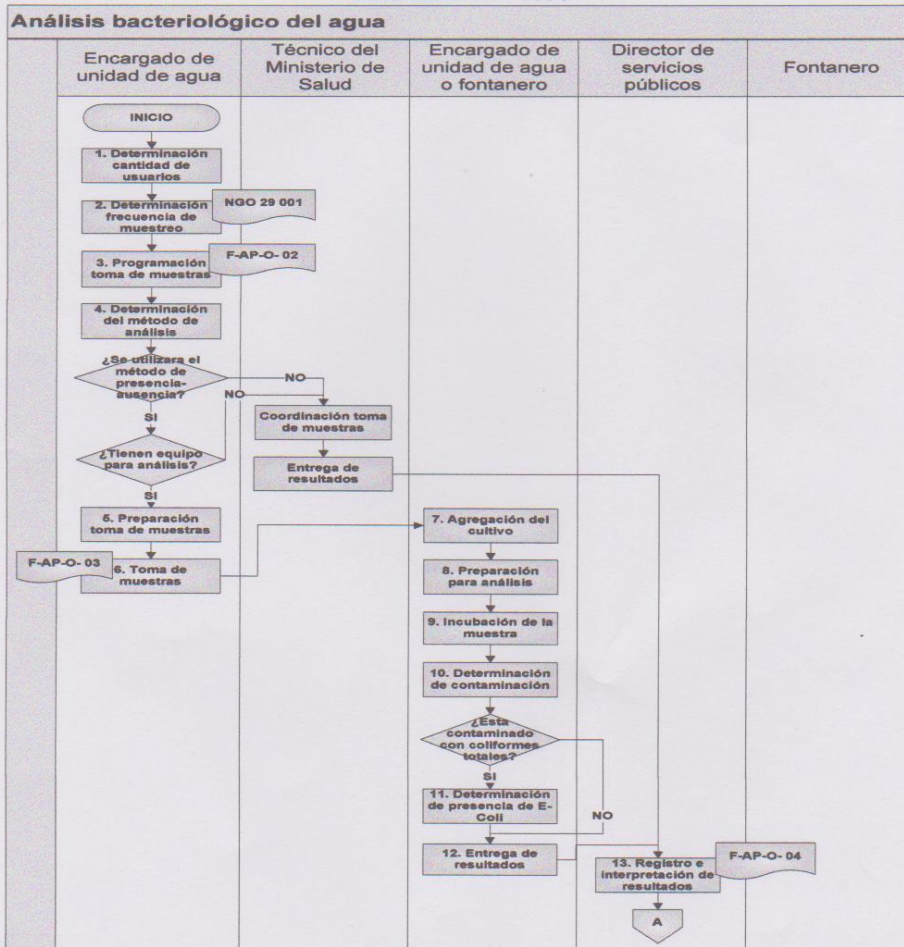 Análisis bacteriológico del agua
Encargado de
unidad de agua
Técnico del
Ministerio de
Salud
Encargado de
unidad de agua
o fontanero
Director de
servicios
públicos
Fontanero
INICIO
1. Determinación
cantidad de
usuarios
2. Determinación
frecuencia de
muestreo
NGO 29 001
3. Programación
toma de muestras
F-AP-O- 02
4. Determinación
del método de
análisis
¿Se utilizara el
método de
presencia-
ausencia?
NO
NO
SI
Coordinación toma
de muestras
¿Tienen equipo
para análisis?
Entrega de
resultados
SI
5. Preparación
toma de muestras
F-AP-O- 03
6. Toma de
muestras
7. Agregación del
cultivo
8. Preparación
para análisis
9. Incubación de la
muestra
10. Determinación
de contaminación
¿Esta
contaminado
con coliformes
totales?
SI
NO
11. Determinación
de presencia de E-
Coli
12. Entrega de
resultados
13. Registro e
interpretación de
resultados
F-AP-O- 04
A